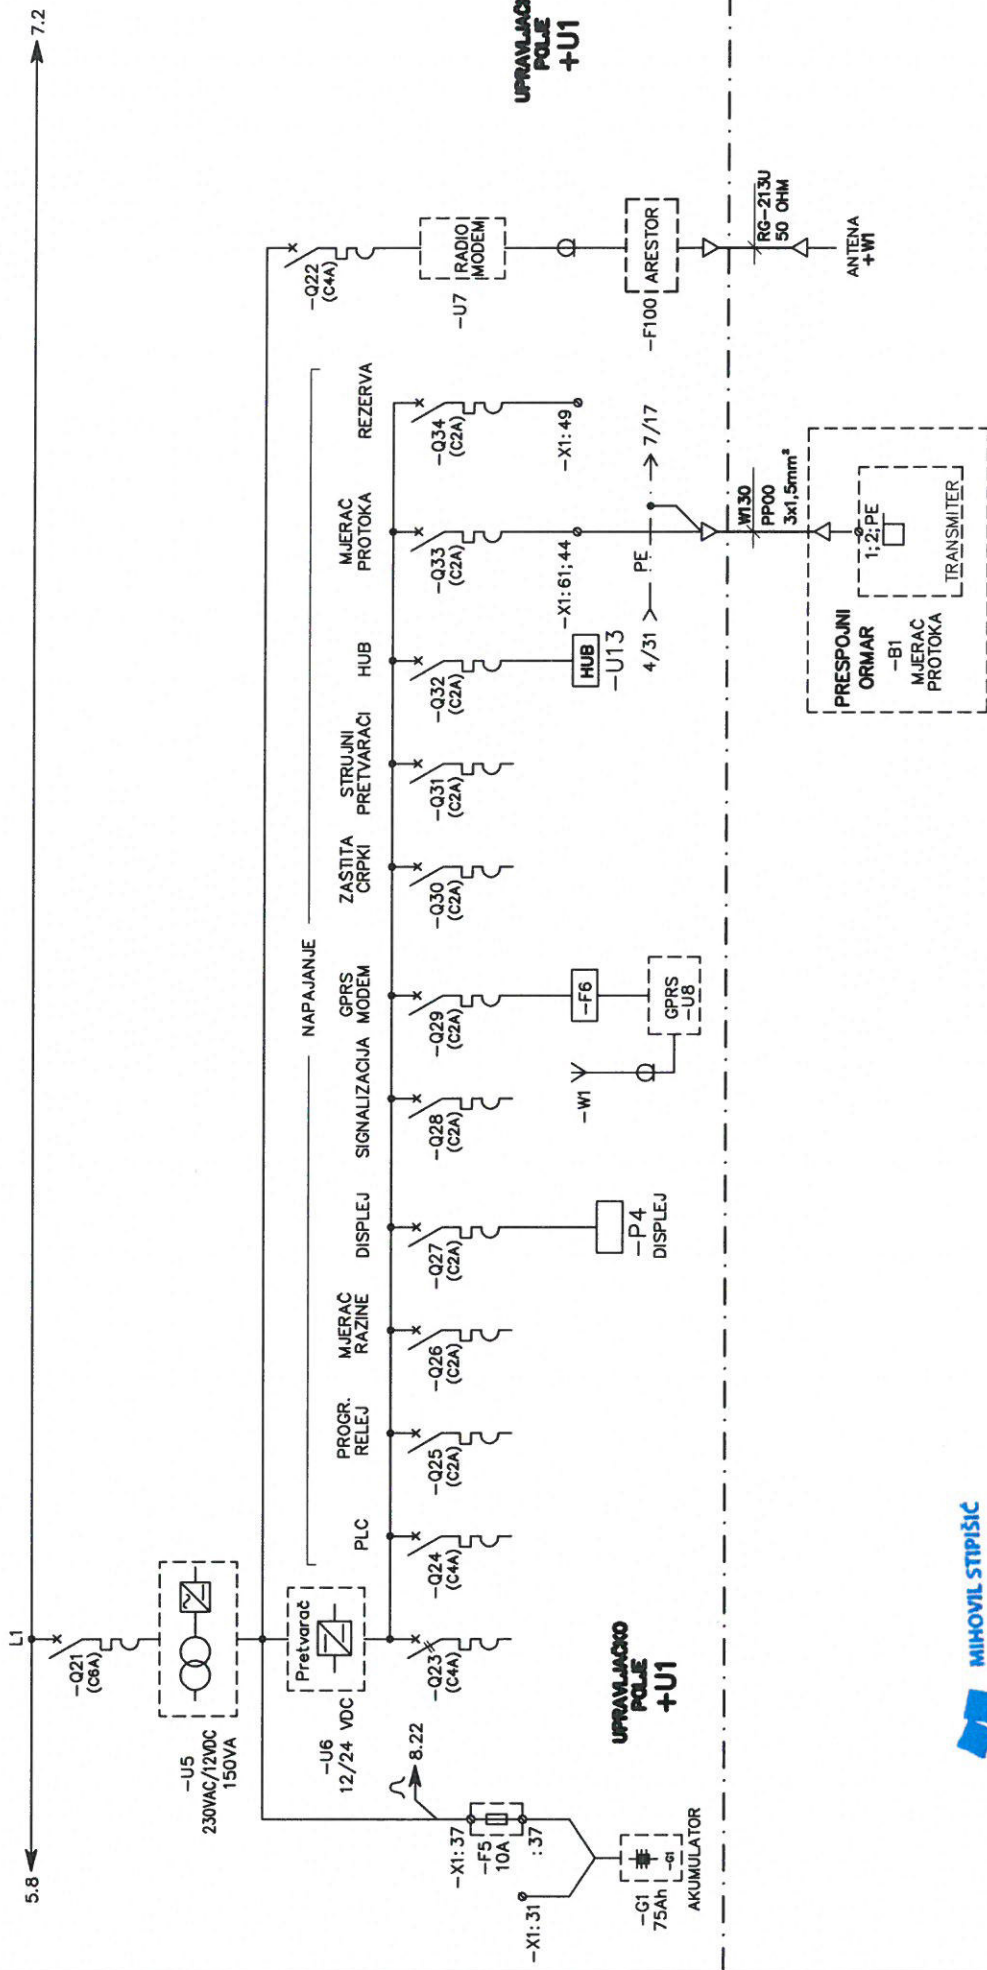 5.8
L1
7.2
-Q21
(C6A)
-U5
230VAC/12VDC
150VA
-U6
12/24 VDC
Pretvarač
NAPAJANJE
PLC
PROGR.
RELEJ
MJERAČ
RAZINE
DISPLEJ
SIGNALIZACIJA
GPRS
MODEM
ZAŠTITA
CRPKI
STRUJNI
PRETVARAČI
HUB
MJERAČ
PROTOKA
REZERVA
-Q22
(C4A)
-Q23
(C4A)
-Q24
(C4A)
-Q25
(C2A)
-Q26
(C2A)
-Q27
(C2A)
-Q28
(C2A)
-Q29
(C2A)
-Q30
(C2A)
-Q31
(C2A)
-Q32
(C2A)
-Q33
(C2A)
-Q34
(C2A)
-U7
RADIO
MODEM
UPRAVLJAČKO
POLJE
+U1
8.22
-X1:37
-F5
10A
:37
-X1:31
-G1
75Ah
-G1
AKUMULATOR
UPRAVLJAČKO
POLJE
+U1
-P4
DISPLEJ
-W1
-F6
GPRS
-U8
HUB
-U13
-X1:61;44
-X1:49
4/31
PE
7/17
-F100
ARESTOR
W130
PP00
3x1,5mm²
RG-213U
50 OHM
ANTENA
+W1
PRESPOJNI
ORMAR
-B1
MJERAČ
PROTOKA
1;2;PE
TRANSMITER
MIHOVIL STIPIŠIĆ